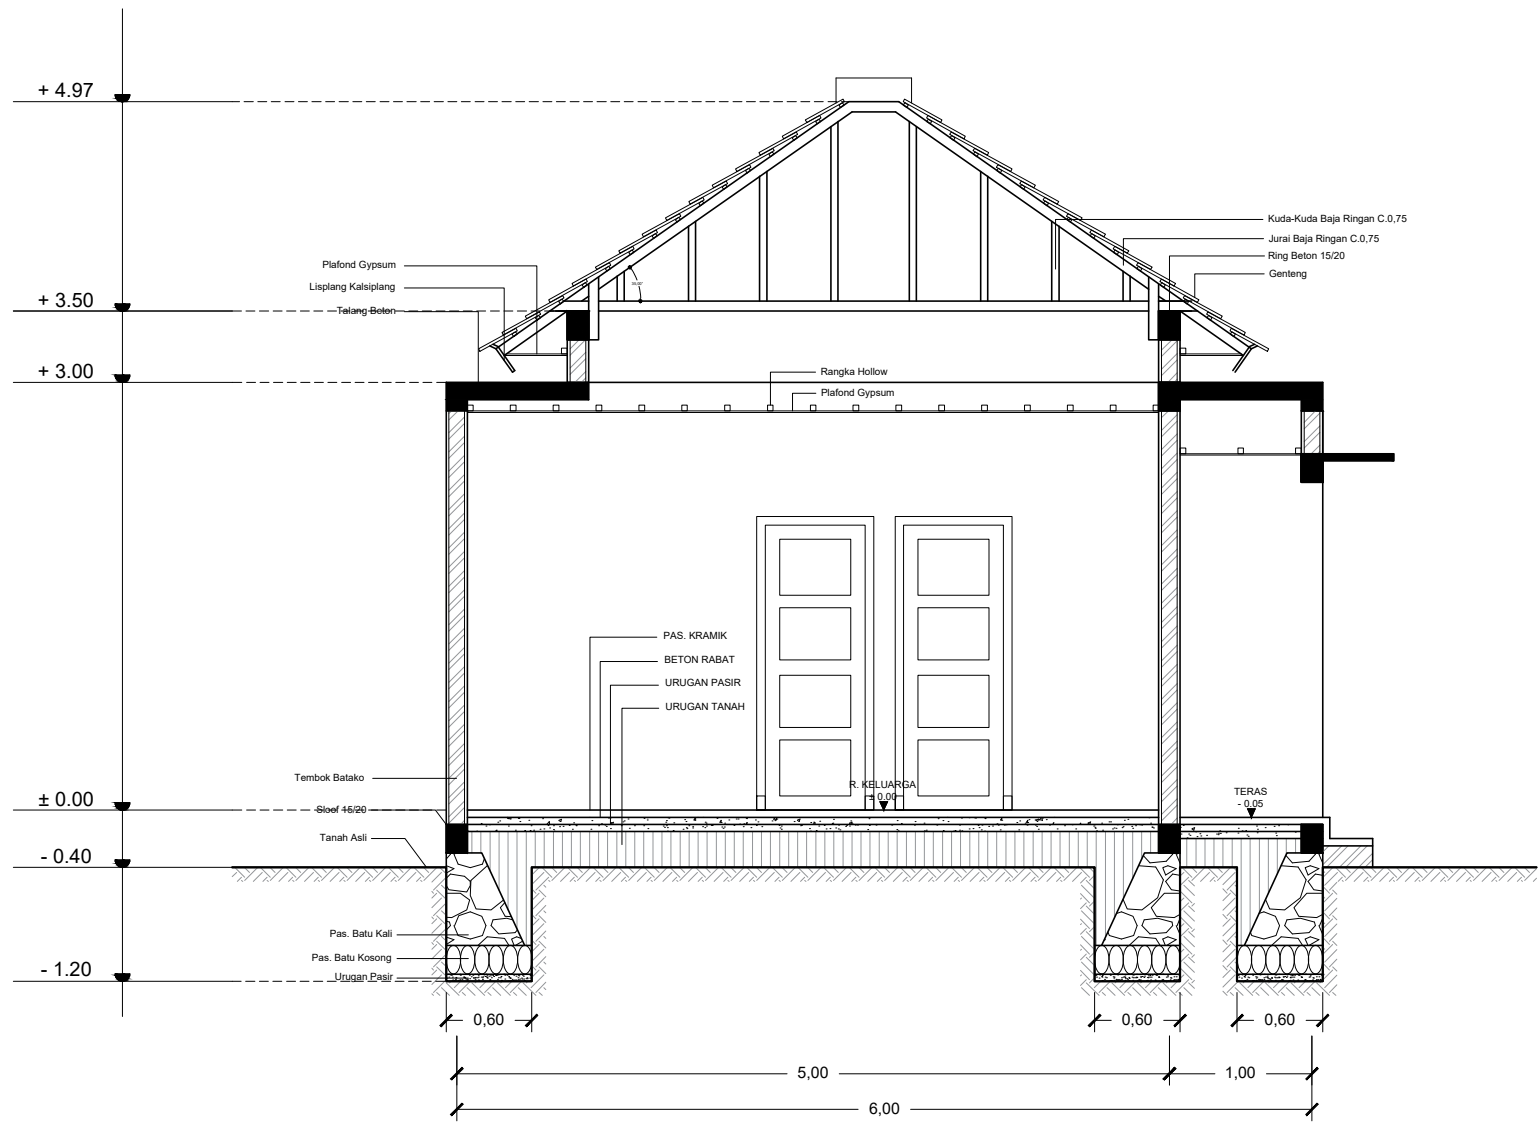 + 4.97
Kuda-Kuda Baja Ringan C.0,75
Jurai Baja Ringan C.0,75
Ring Beton 15/20
Genteng
Plafond Gypsum
Lisplang Kalsiplang
+ 3.50
Talang Beton
+ 3.00
Rangka Hollow
Plafond Gypsum
PAS. KRAMIK
BETON RABAT
URUGAN PASIR
URUGAN TANAH
Tembok Batako
R. KELUARGA
± 0.00
TERAS
- 0.05
± 0.00
Sloof 15/20
Tanah Asli
- 0.40
Pas. Batu Kali
Pas. Batu Kosong
- 1.20
Urugan Pasir
0,60
0,60
0,60
5,00
1,00
6,00